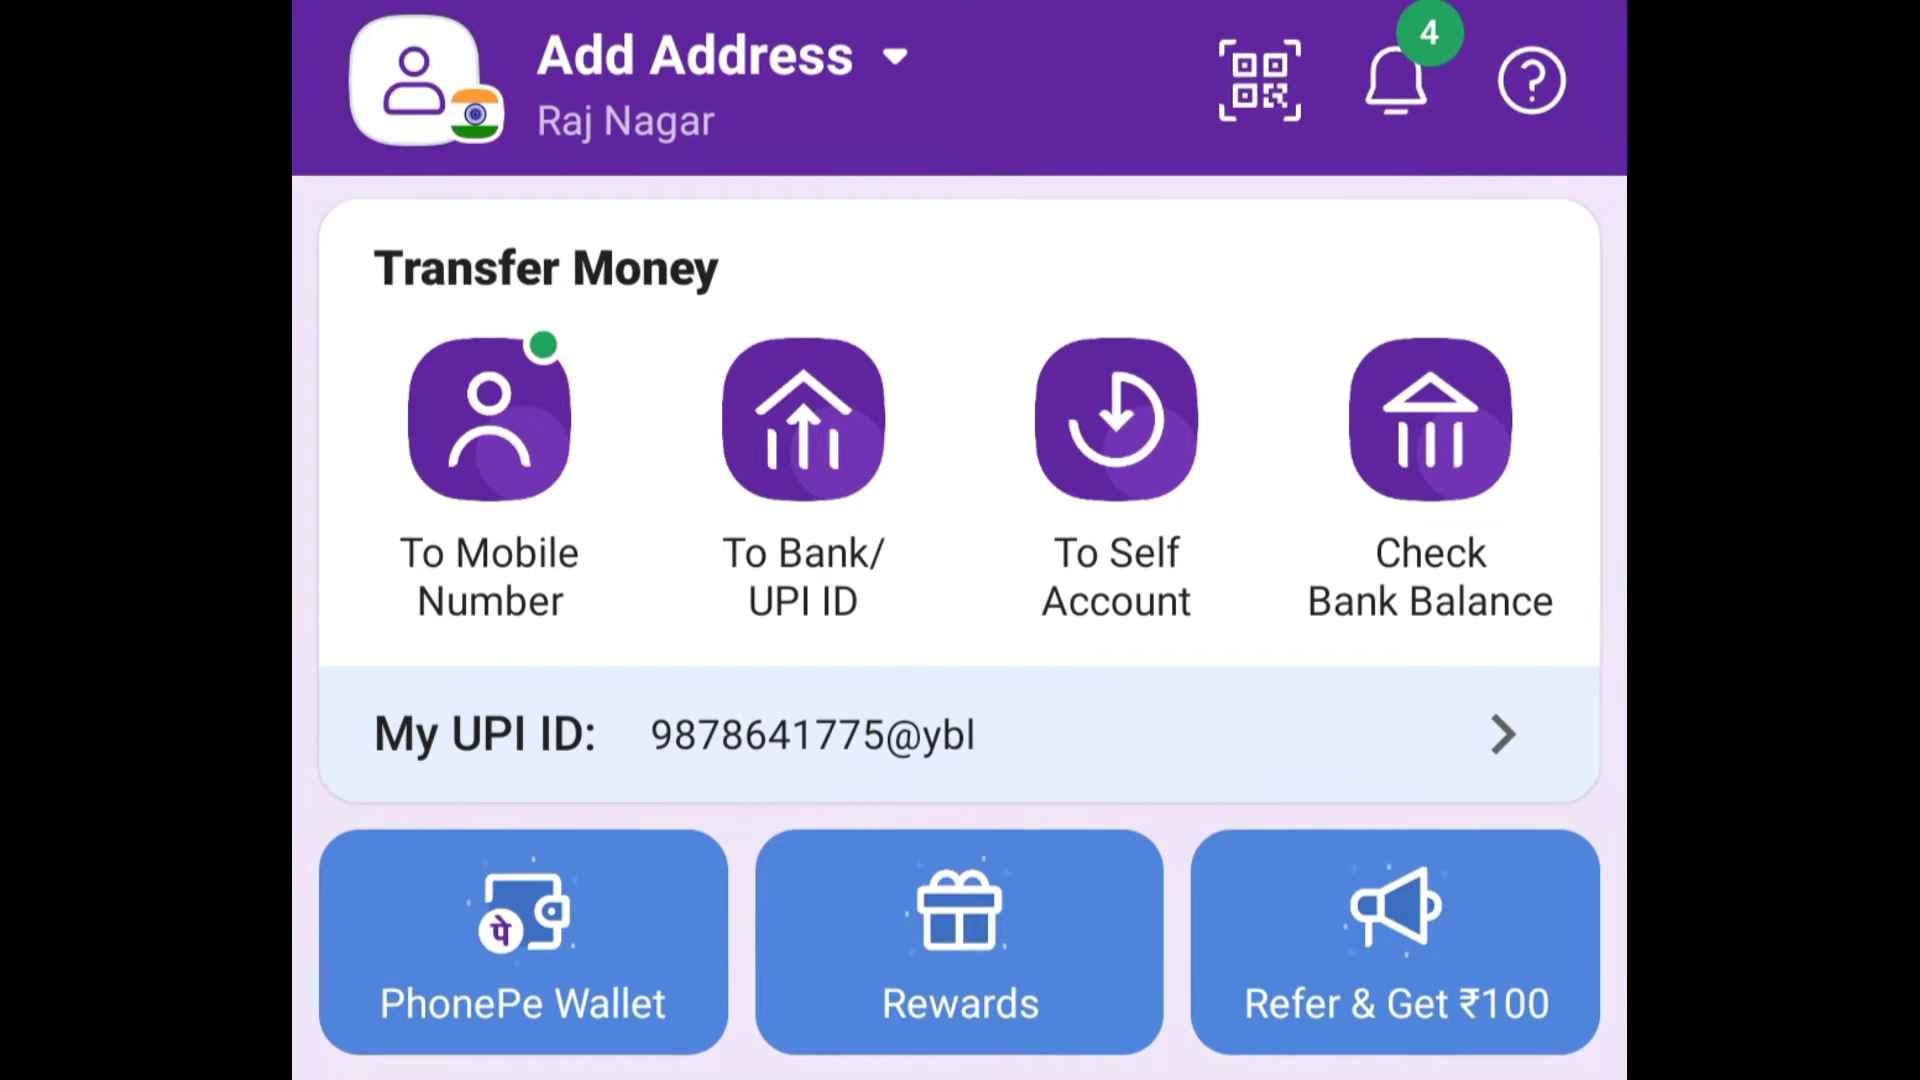 Add Address
Raj Nagar
4
Transfer Money
To Mobile
Number
To Bank/
UPI ID
To Self
Account
Check
Bank Balance
My UPI ID: 9878641775@ybl
पे
PhonePe Wallet
Rewards
Refer & Get ₹100